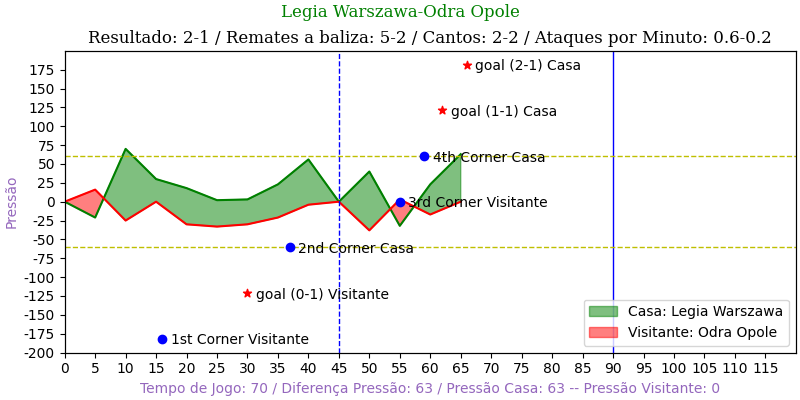 Legia Warszawa-Odra Opole
Resultado: 2-1 / Remates a baliza: 5-2 / Cantos: 2-2 / Ataques por Minuto: 0.6-0.2
Pressão
175
150
125
100
75
50
25
0
-25
-50
-75
-100
-125
-150
-175
-200
goal (2-1) Casa
goal (1-1) Casa
4th Corner Casa
3rd Corner Visitante
2nd Corner Casa
goal (0-1) Visitante
1st Corner Visitante
Casa: Legia Warszawa
Visitante: Odra Opole
0 5 10 15 20 25 30 35 40 45 50 55 60 65 70 75 80 85 90 95 100 105 110 115
Tempo de Jogo: 70 / Diferença Pressão: 63 / Pressão Casa: 63 -- Pressão Visitante: 0